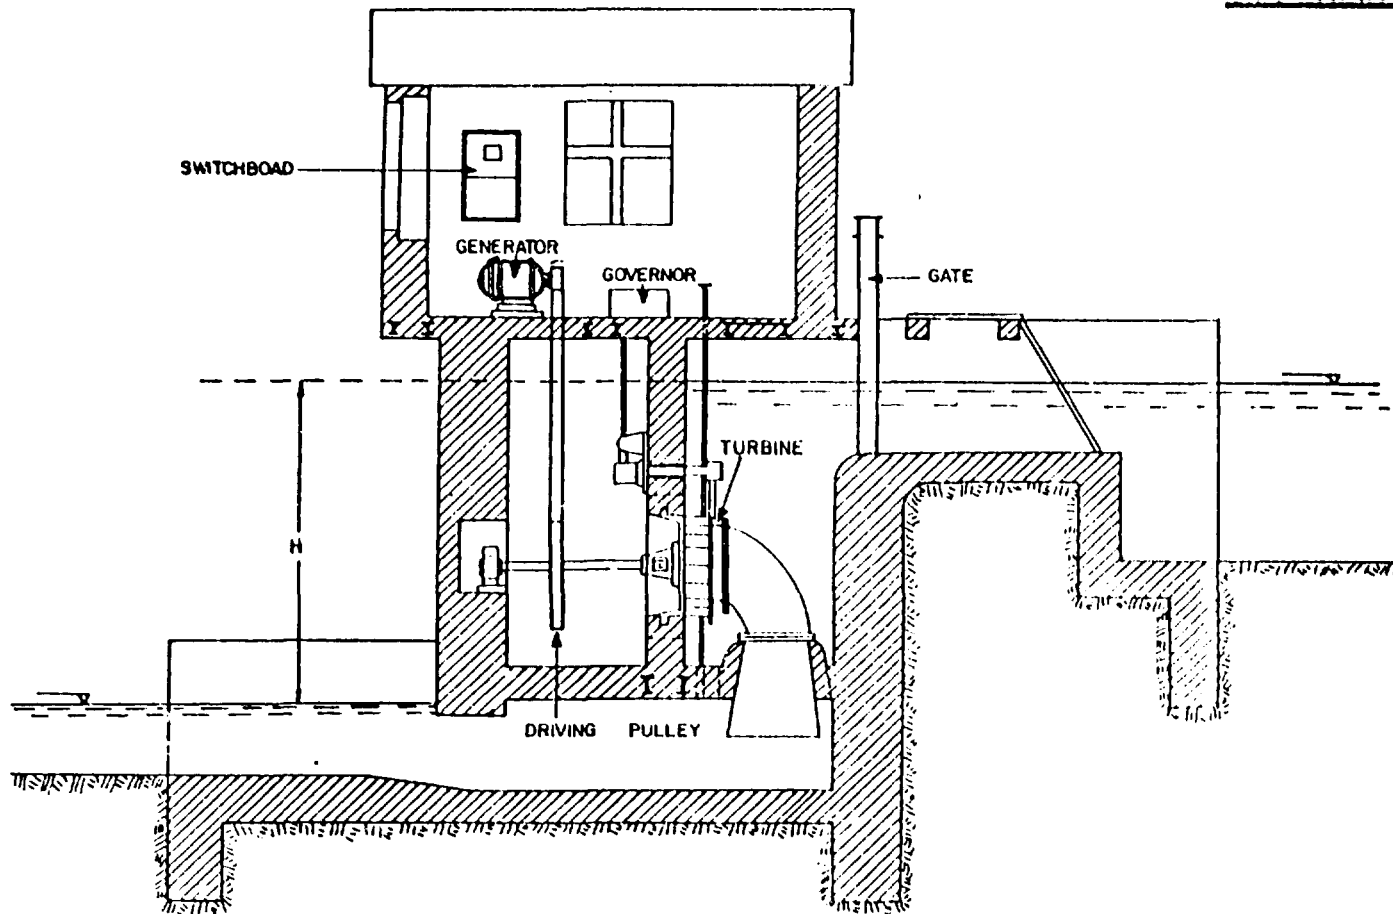 SWITCHBOAD
GENERATOR
GOVERNOR
GATE
TURBINE
H
DRIVING PULLEY